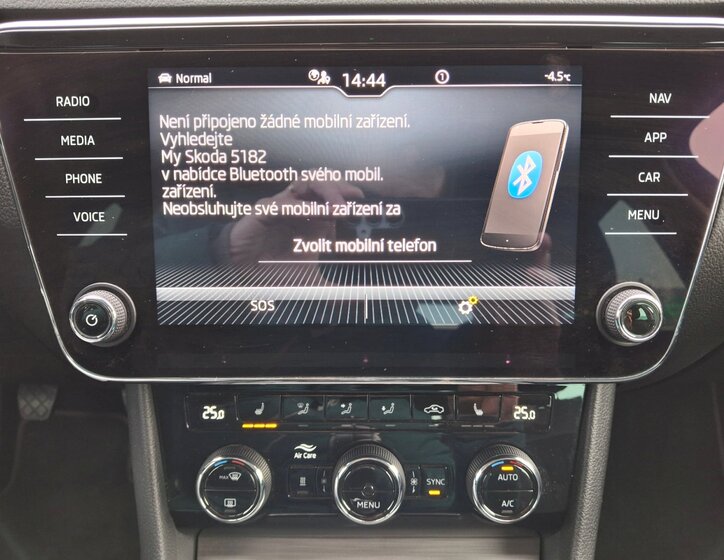 Normal
14:44
1
-4.5°C
RADIO
MEDIA
PHONE
VOICE
NAV
APP
CAR
MENU
Není připojeno žádné mobilní zařízení.
Vyhledejte
My Skoda 5182
v nabídce Bluetooth svého mobil.
zařízení.
Neobsluhujte své mobilní zařízení za
Zvolit mobilní telefon
SOS
25.0
25.0
Air Care
MAX
MENU
SYNC
AUTO
A/C